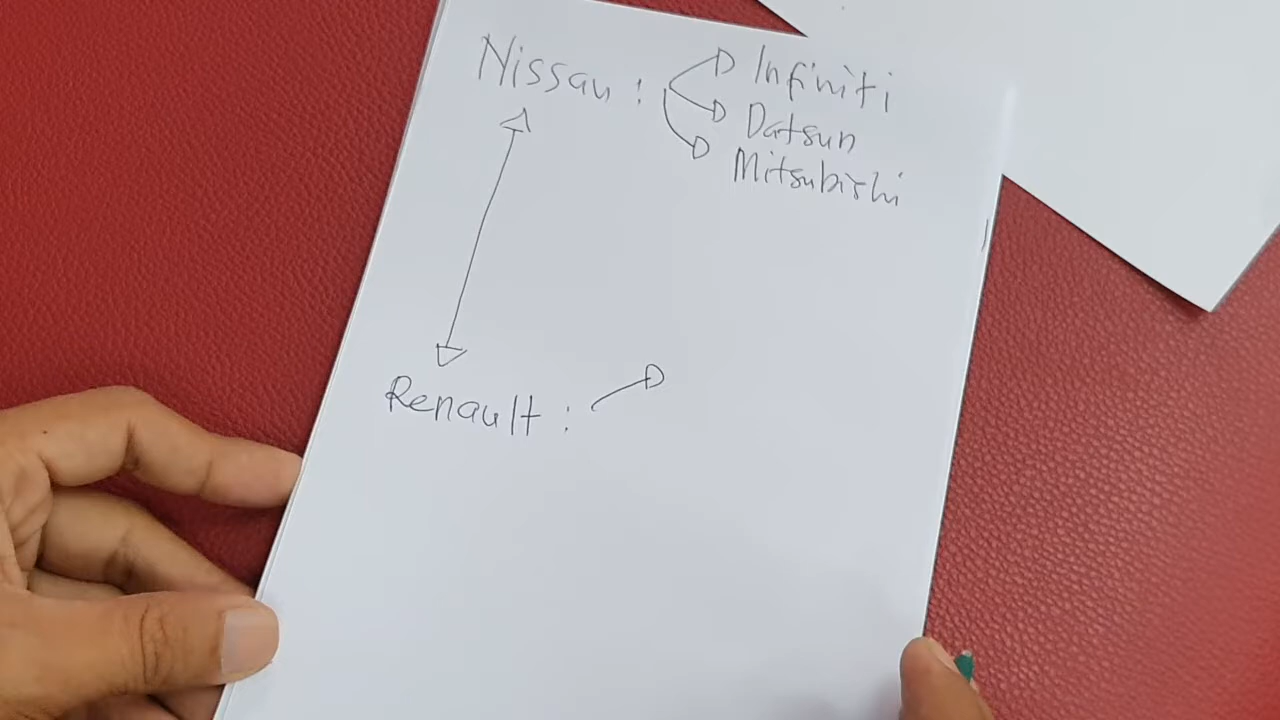 Nissan : Infiniti
Datsun
Mitsubishi
Renault :